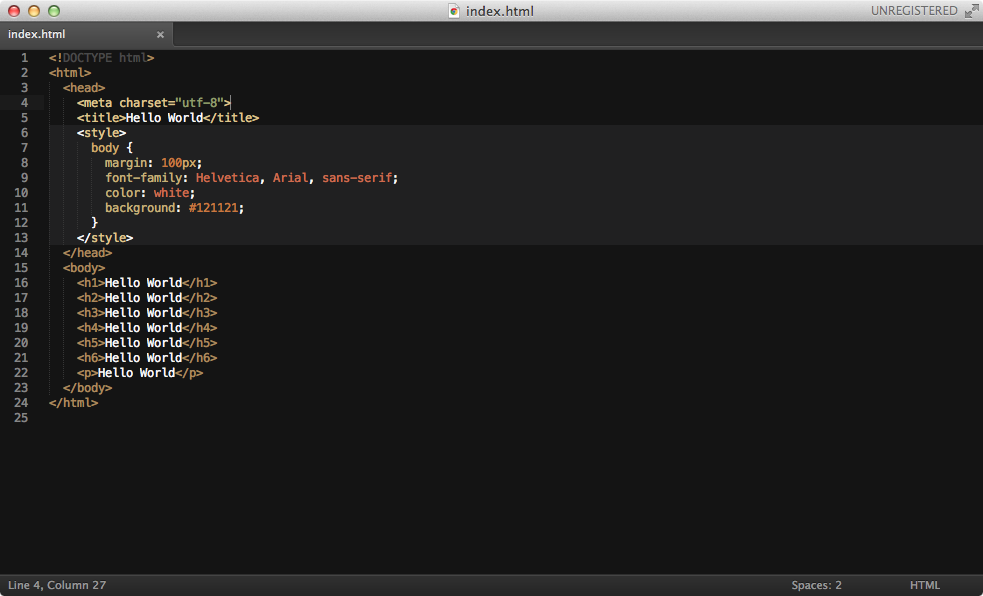 index.html
UNREGISTERED
index.html ×
1 <!DOCTYPE html>
2 <html>
3   <head>
4     <meta charset="utf-8">
5     <title>Hello World</title>
6     <style>
7       body {
8         margin: 100px;
9         font-family: Helvetica, Arial, sans-serif;
10         color: white;
11         background: #121121;
12       }
13     </style>
14   </head>
15   <body>
16     <h1>Hello World</h1>
17     <h2>Hello World</h2>
18     <h3>Hello World</h3>
19     <h4>Hello World</h4>
20     <h5>Hello World</h5>
21     <h6>Hello World</h6>
22     <p>Hello World</p>
23   </body>
24 </html>
25
Line 4, Column 27
Spaces: 2
HTML